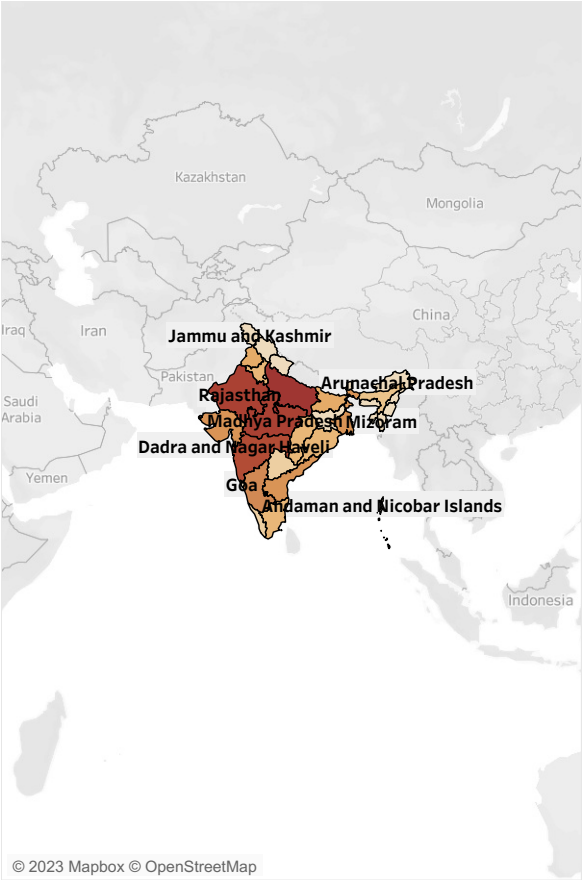 Kazakhstan
Mongolia
China
Iraq
Iran
Jammu and Kashmir
Pakistan
Arunachal Pradesh
Rajasthan
Saudi
Arabia
Madhya Pradesh
Mizoram
Dadra and Nagar Haveli
Yemen
Goa
Andaman and Nicobar Islands
Indonesia
© 2023 Mapbox © OpenStreetMap